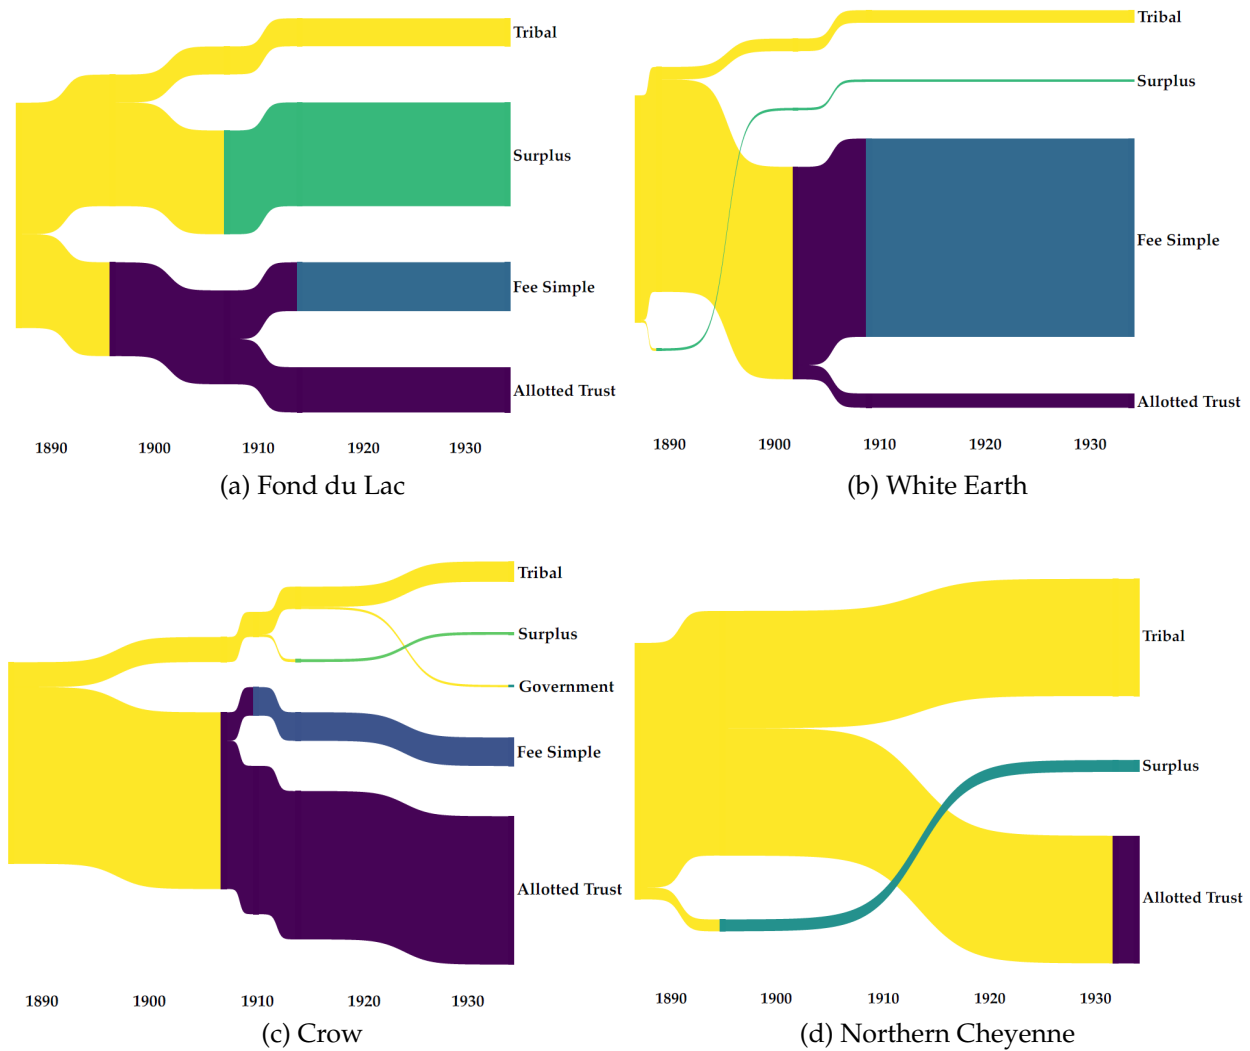 Tribal
Surplus
Fee Simple
Allotted Trust
1890 1900 1910 1920 1930
(a) Fond du Lac
Tribal
Surplus
Fee Simple
Allotted Trust
1890 1900 1910 1920 1930
(b) White Earth
Tribal
Surplus
Government
Fee Simple
Allotted Trust
1890 1900 1910 1920 1930
(c) Crow
Tribal
Surplus
Allotted Trust
1890 1900 1910 1920 1930
(d) Northern Cheyenne